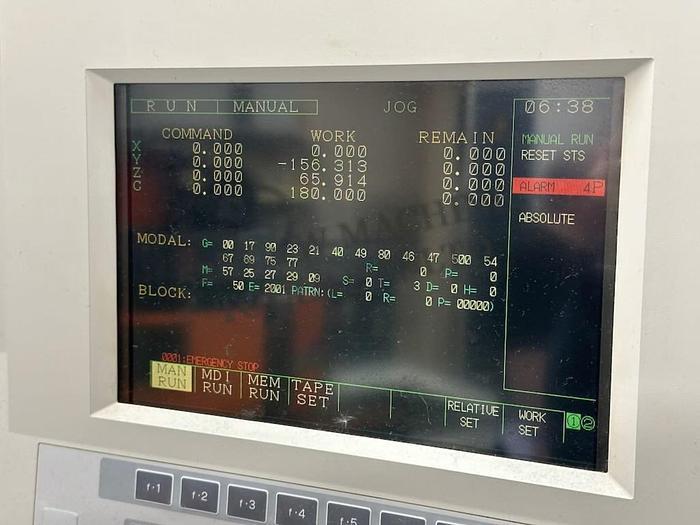 RUN MANUAL JOG 06:38
COMMAND WORK REMAIN
X 0.000 0.000 0.000
Y 0.000 -156.313 0.000
Z 0.000 65.914 0.000
C 0.000 180.000 0.000
MANUAL RUN
RESET STS
ALARM 4P
ABSOLUTE
MODAL: G= 00 17 90 23 21 40 49 80 46 47 500 54
67 69 75 77 R= 0 P= 0
M= 57 25 27 29 09 S= 0 T= 3 D= 0 H= 0
F= 50 E= 2001 PATRN:(L= 0 R= 0 P= 00000)
BLOCK:
0001:EMERGENCY STOP
MAN RUN MDI RUN MEM RUN TAPE SET RELATIVE SET WORK SET 1 2
f·1 f·2 f·3 f·4 f·5